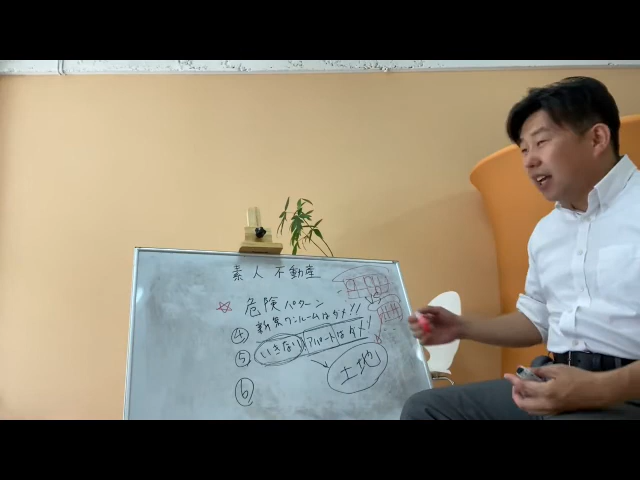 素人不動産
☆ 危険パターン
④ 新築ワンルームはダメ!!
⑤ いきなりアパートはダメ!!
土地
⑥